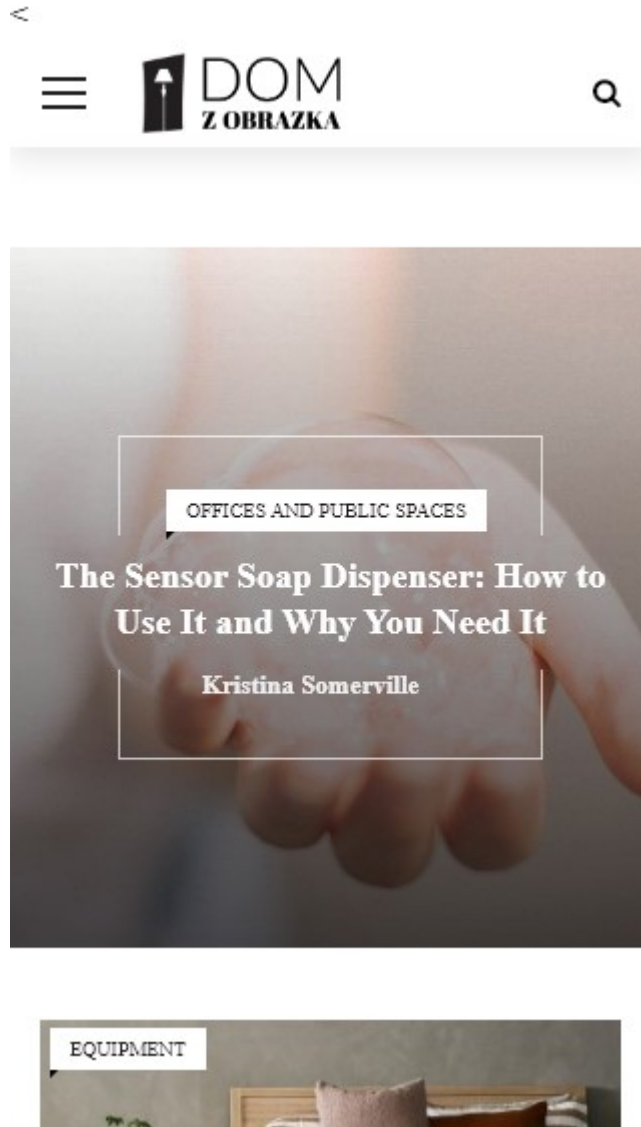 <
DOM
Z OBRAZKA
OFFICES AND PUBLIC SPACES
The Sensor Soap Dispenser: How to
Use It and Why You Need It
Kristina Somerville
EQUIPMENT